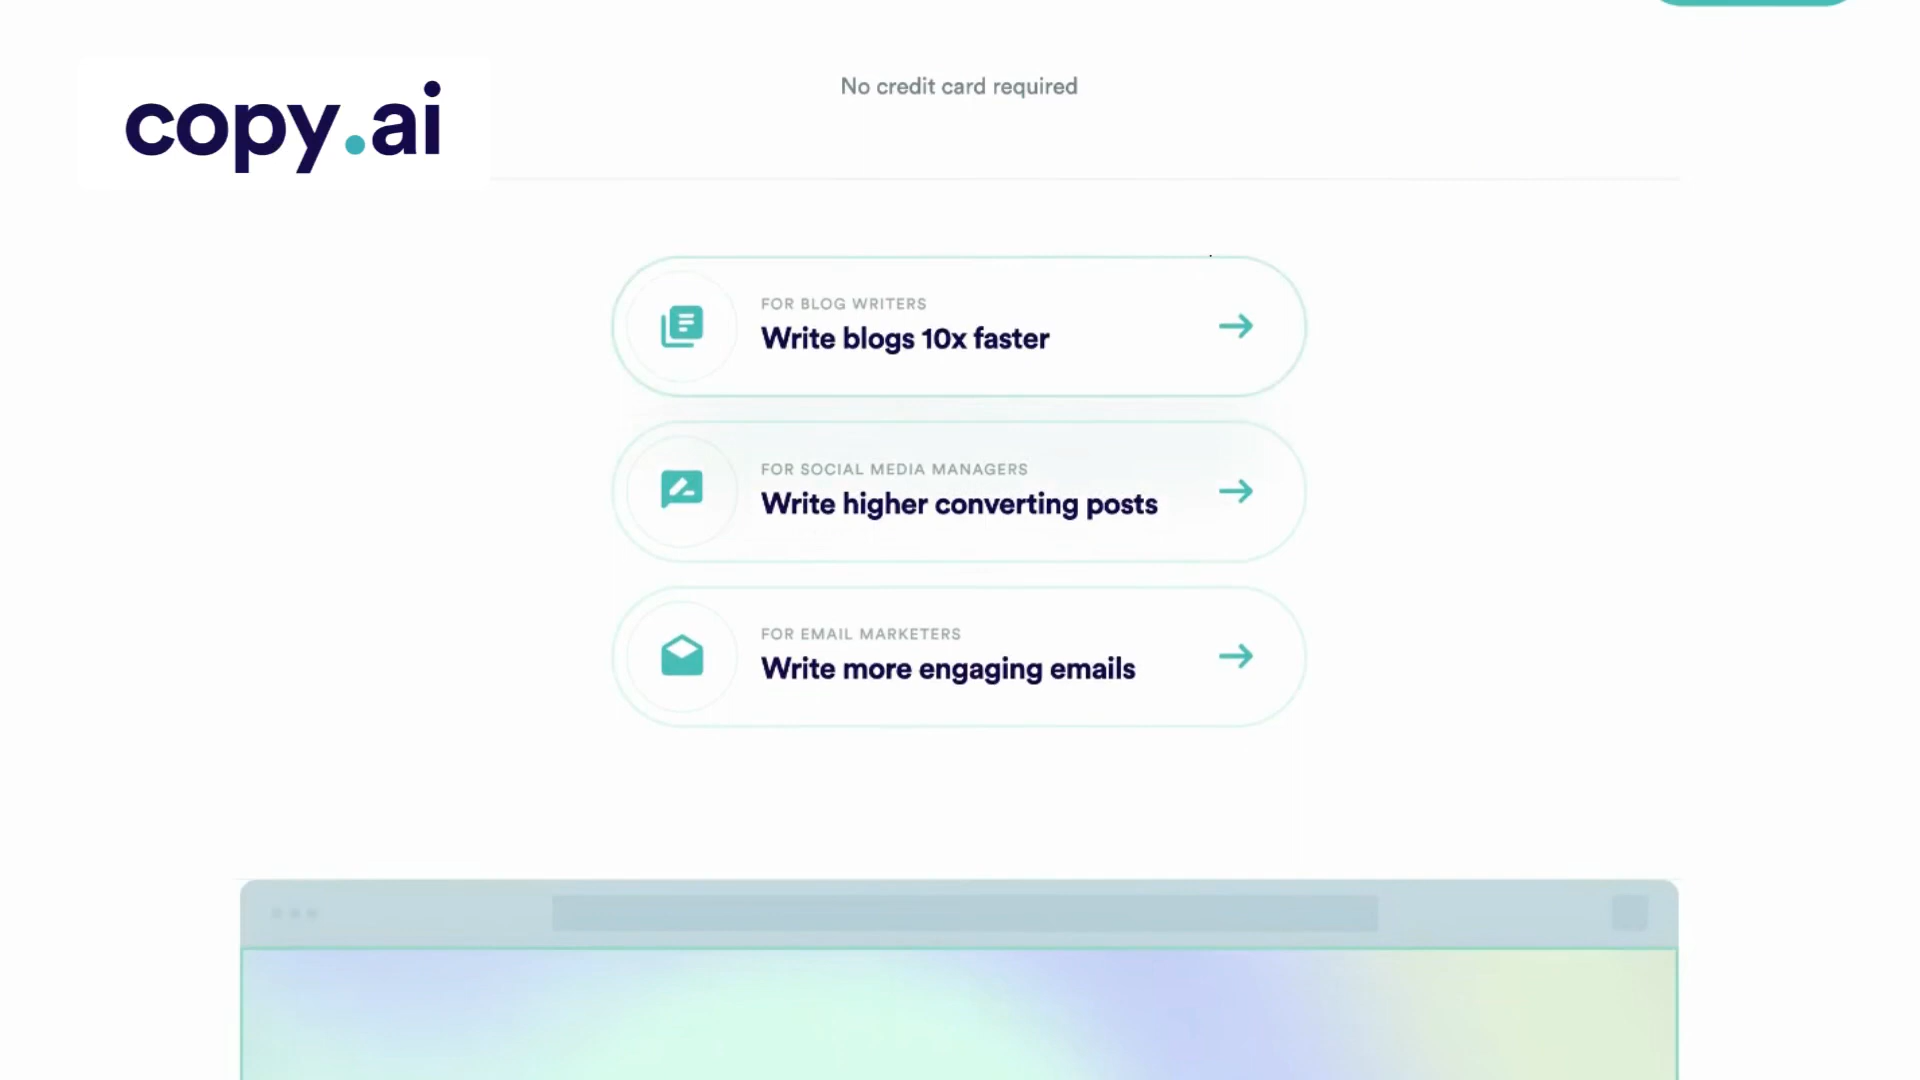 No credit card required
copy.ai
FOR BLOG WRITERS
Write blogs 10x faster
FOR SOCIAL MEDIA MANAGERS
Write higher converting posts
FOR EMAIL MARKETERS
Write more engaging emails